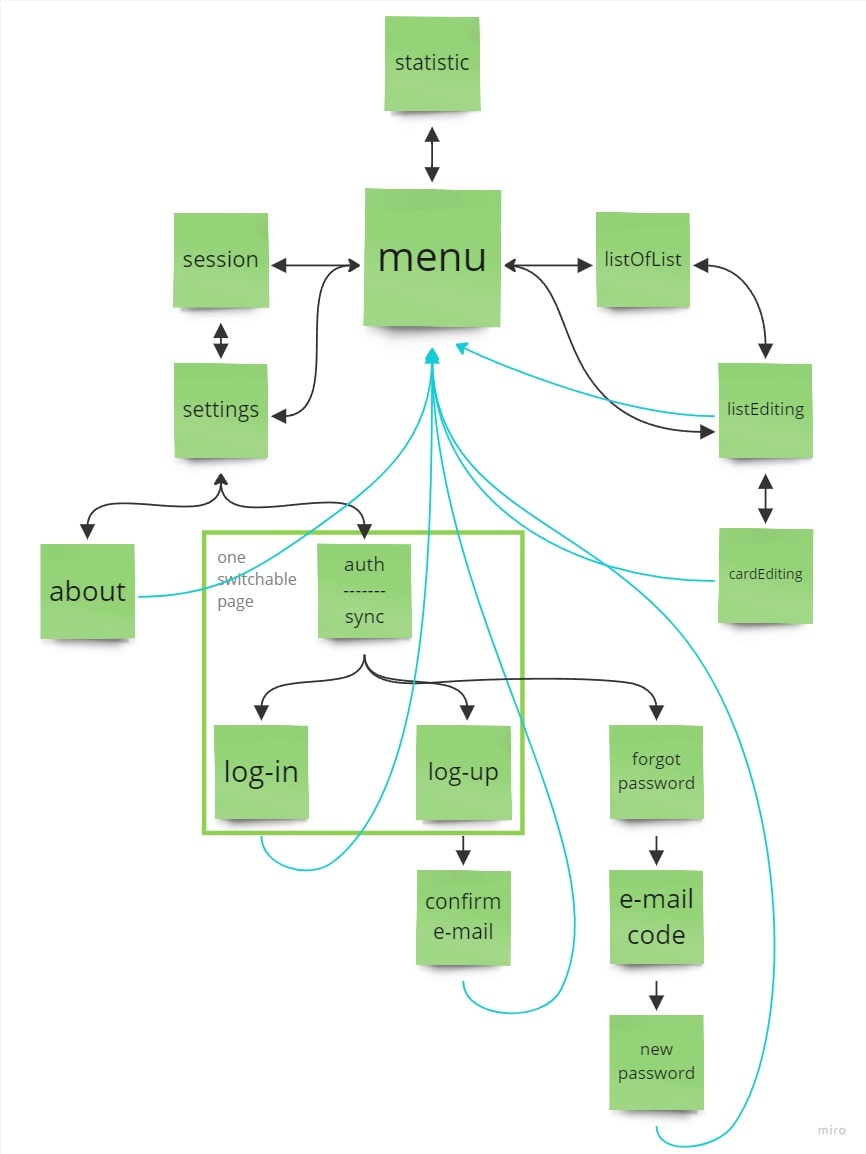 statistic
session
menu
listOfList
settings
listEditing
about
one
switchable
page
auth
-------
sync
cardEditing
log-in
log-up
forgot
password
confirm
e-mail
e-mail
code
new
password
miro